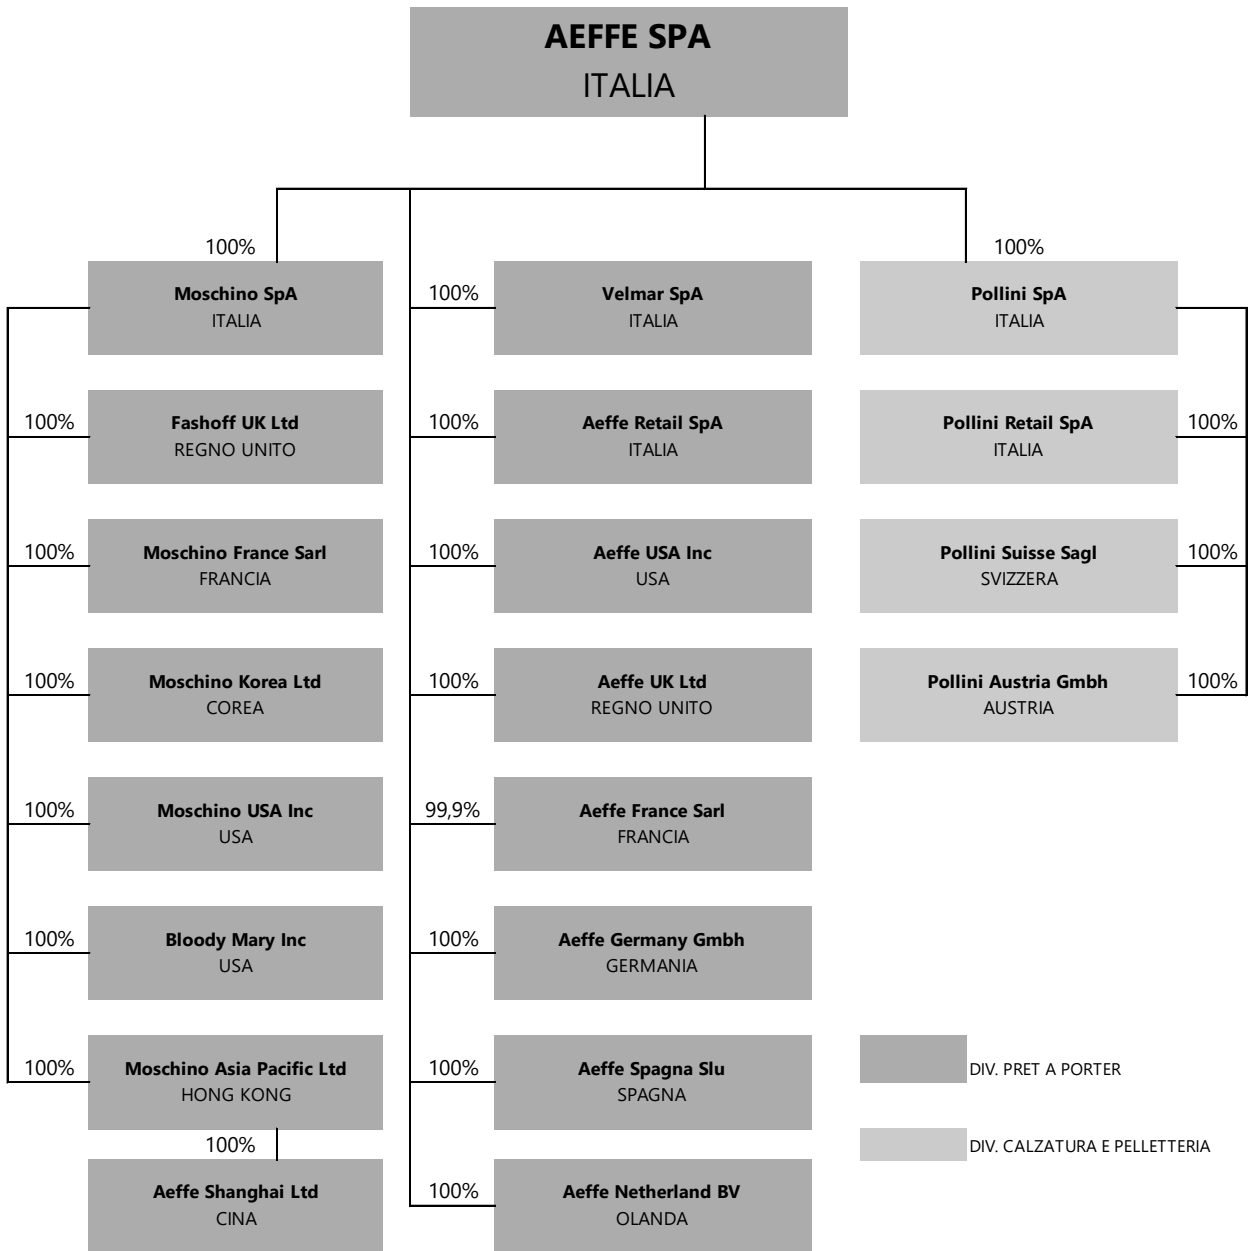 AEFFE SPA
ITALIA
100%
Moschino SpA
ITALIA
100%
Fashoff UK Ltd
REGNO UNITO
100%
Moschino France Sarl
FRANCIA
100%
Moschino Korea Ltd
COREA
100%
Moschino USA Inc
USA
100%
Bloody Mary Inc
USA
100%
Moschino Asia Pacific Ltd
HONG KONG
100%
Aeffe Shanghai Ltd
CINA
100%
Velmar SpA
ITALIA
100%
Aeffe Retail SpA
ITALIA
100%
Aeffe USA Inc
USA
100%
Aeffe UK Ltd
REGNO UNITO
99,9%
Aeffe France Sarl
FRANCIA
100%
Aeffe Germany Gmbh
GERMANIA
100%
Aeffe Spagna Slu
SPAGNA
100%
Aeffe Netherland BV
OLANDA
100%
Pollini SpA
ITALIA
Pollini Retail SpA
ITALIA
100%
Pollini Suisse Sagl
SVIZZERA
100%
Pollini Austria Gmbh
AUSTRIA
100%
DIV. PRET A PORTER
DIV. CALZATURA E PELLETTERIA